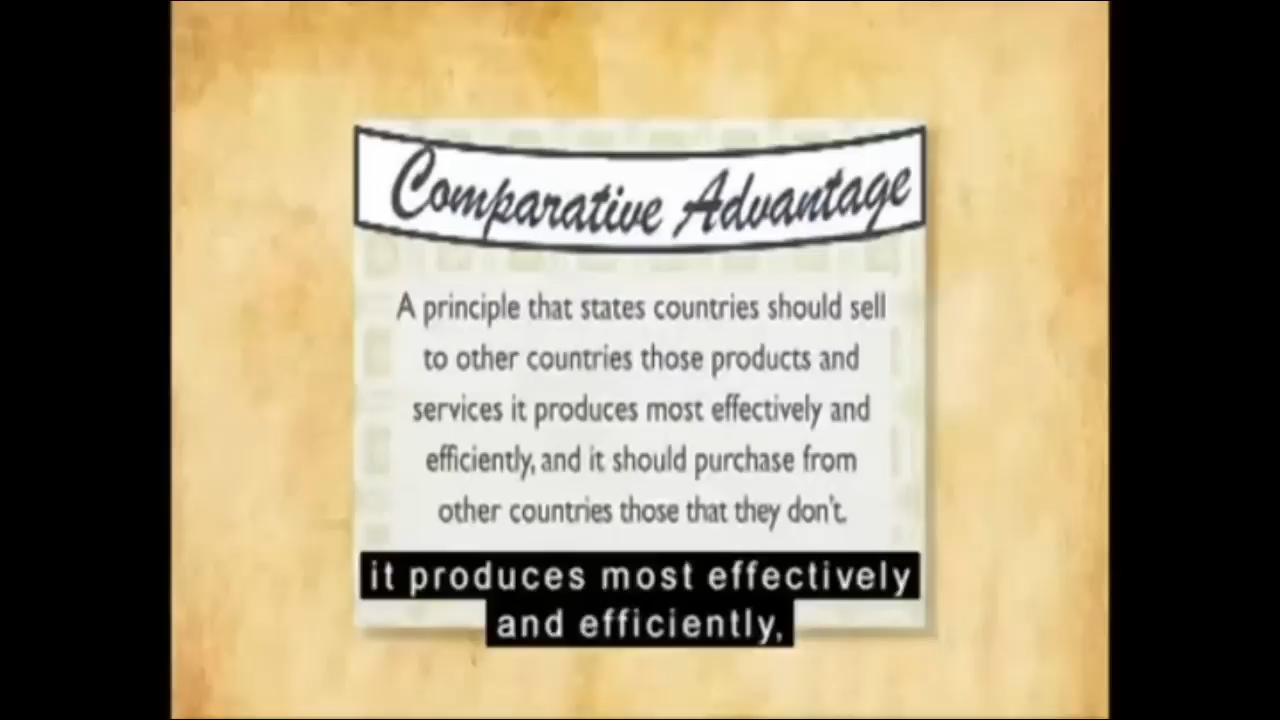 Comparative Advantage
A principle that states countries should sell
to other countries those products and
services it produces most effectively and
efficiently, and it should purchase from
other countries those that they don't.
it produces most effectively
and efficiently,